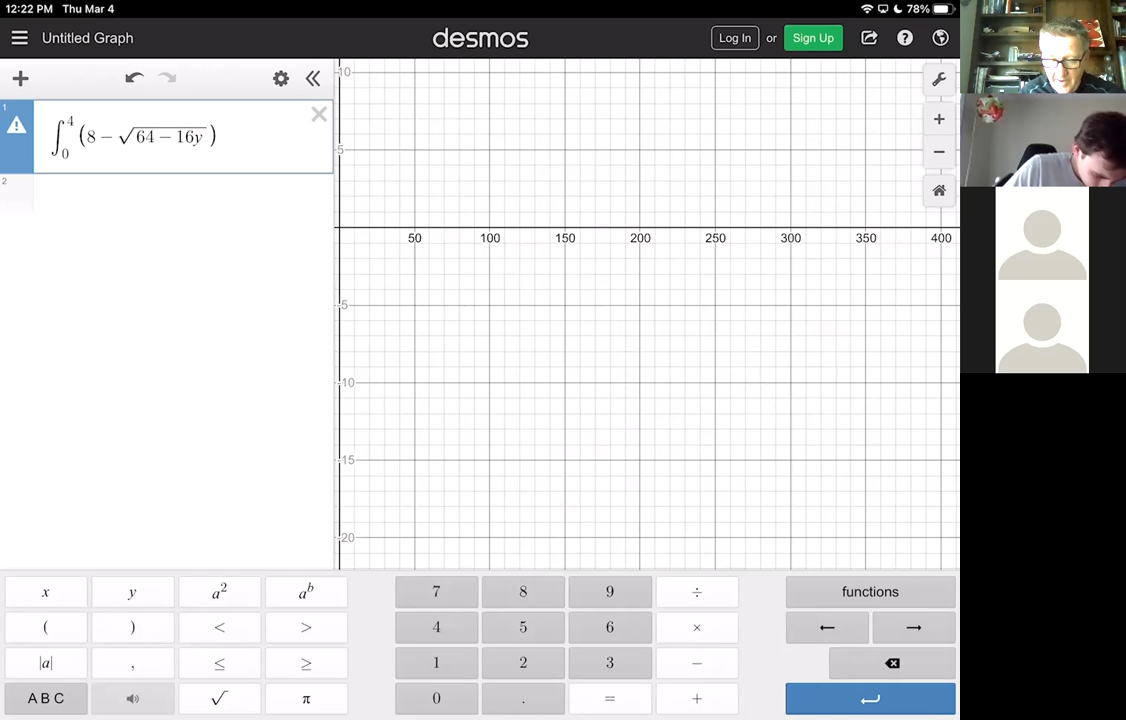 12:22 PM Thu Mar 4
78%
Untitled Graph
desmos
Log In or Sign Up
1
∫₀⁴ (8 − √(64 − 16y))
2
10
5
50 100 150 200 250 300 350 400
-5
-10
-15
-20
x y a² aᵇ 7 8 9 ÷ functions
( ) < > 4 5 6 × ← →
|a| , ≤ ≥ 1 2 3 −
A B C √ π 0 . = +